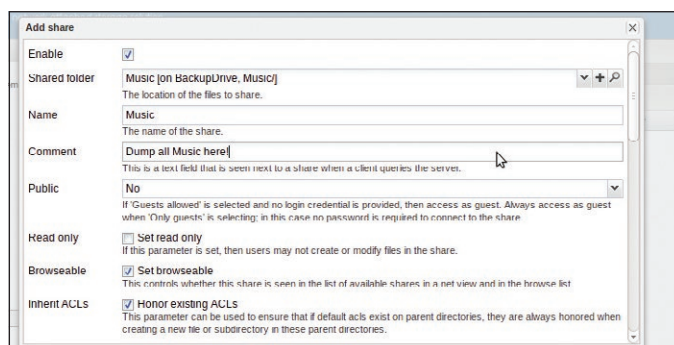 Add share
Enable
Shared folder
Music [on BackupDrive, Music/]
The location of the files to share.
Name
Music
The name of the share.
Comment
Dump all Music here!
This is a text field that is seen next to a share when a client queries the server.
Public
No
If 'Guests allowed' is selected and no login credential is provided, then access as guest. Always access as guest
when 'Only guests' is selecting; in this case no password is required to connect to the share
Read only
Set read only
If this parameter is set, then users may not create or modify files in the share.
Browseable
Set browseable
This controls whether this share is seen in the list of available shares in a net view and in the browse list
Inherit ACLs
Honor existing ACLs
This parameter can be used to ensure that if default acls exist on parent directories, they are always honored when
creating a new file or subdirectory in these parent directories.